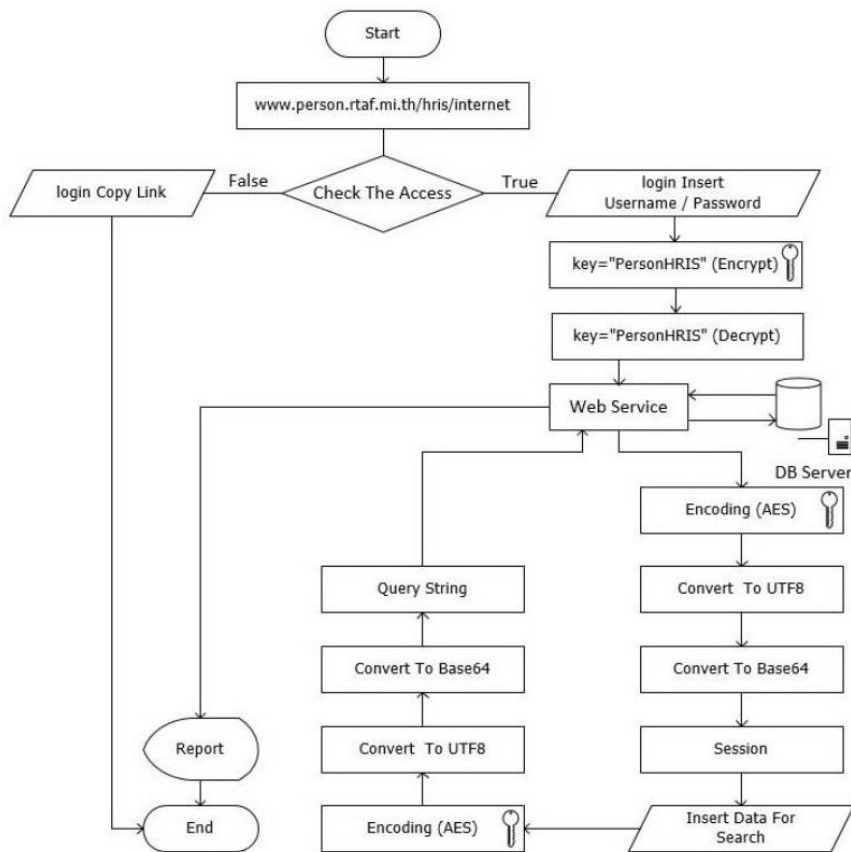 Start
www.person.rtaf.mi.th/hris/internet
login Copy Link
False
Check The Access
True
login Insert
Username / Password
key="PersonHRIS" (Encrypt)
key="PersonHRIS" (Decrypt)
Web Service
DB Server
Encoding (AES)
Convert To UTF8
Convert To Base64
Session
Insert Data For
Search
Encoding (AES)
Convert To UTF8
Convert To Base64
Query String
Report
End